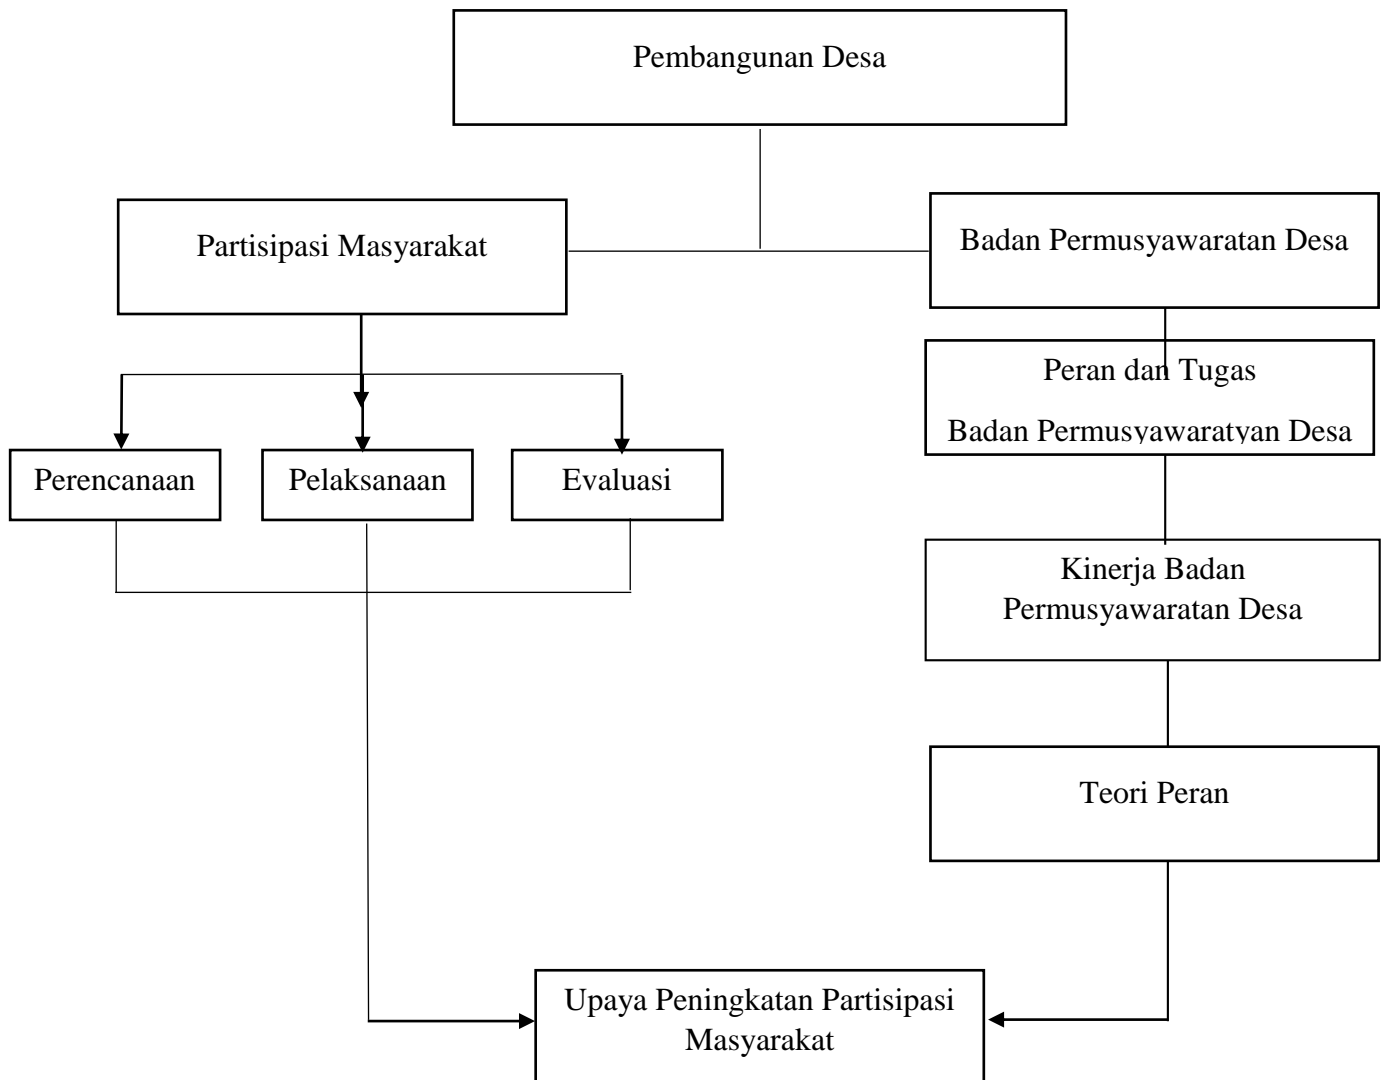 Pembangunan Desa
Partisipasi Masyarakat
Badan Permusyawaratan Desa
Peran dan Tugas
Badan Permusyawaratyan Desa
Perencanaan
Pelaksanaan
Evaluasi
Kinerja Badan
Permusyawaratan Desa
Teori Peran
Upaya Peningkatan Partisipasi
Masyarakat